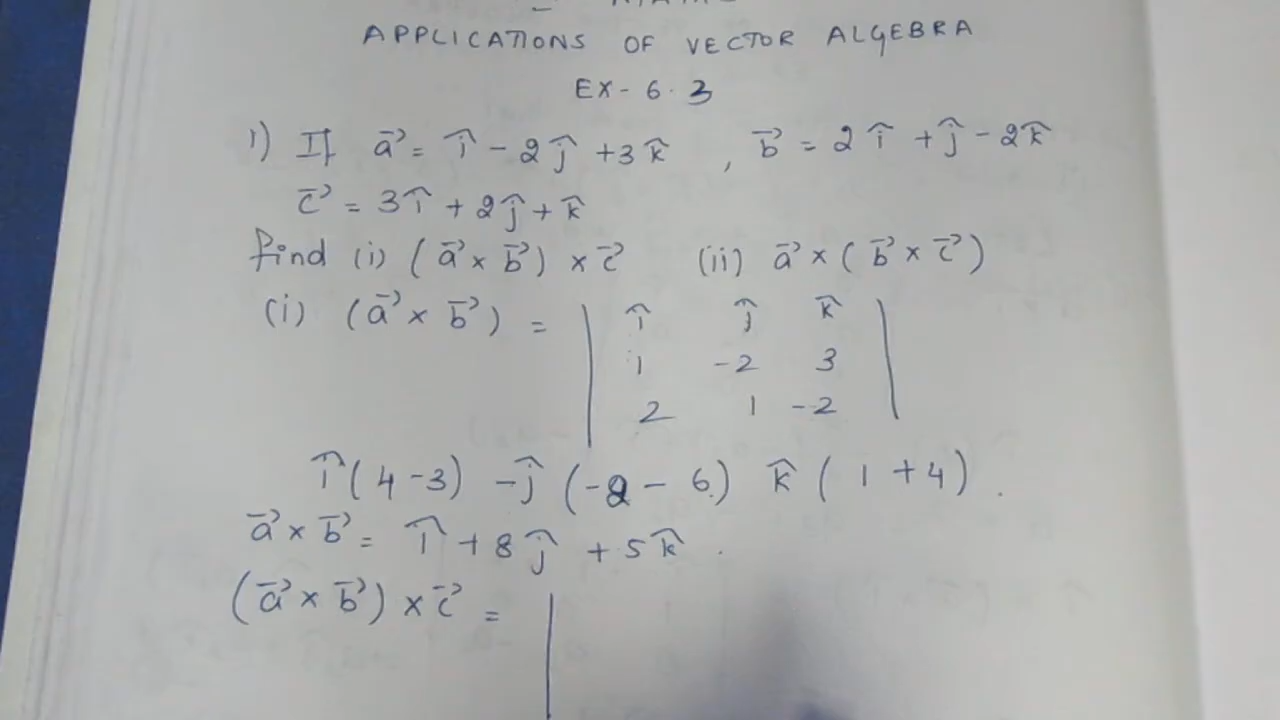 APPLICATIONS OF VECTOR ALGEBRA
EX - 6.3
1) If a⃗ = î - 2ĵ + 3k̂ , b⃗ = 2î + ĵ - 2k̂
c⃗ = 3î + 2ĵ + k̂
find (i) (a⃗ × b⃗) × c⃗ (ii) a⃗ × (b⃗ × c⃗)
(i) (a⃗ × b⃗) = | î ĵ k̂ |
1 -2 3
2 1 -2
î(4-3) -ĵ(-2-6) k̂(1+4).
a⃗ × b⃗ = î + 8ĵ + 5k̂.
(a⃗ × b⃗) × c⃗ = |